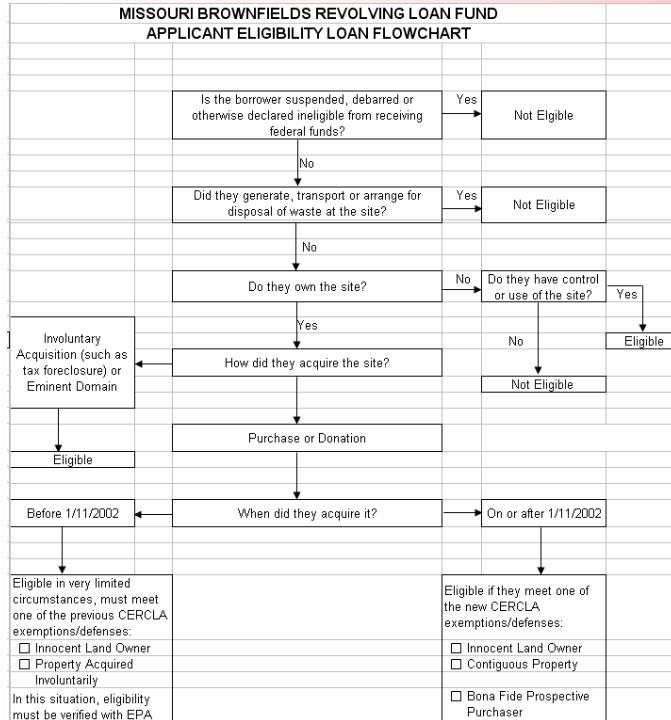 MISSOURI BROWNFIELDS REVOLVING LOAN FUND
APPLICANT ELIGIBILITY LOAN FLOWCHART
Is the borrower suspended, debarred or
otherwise declared ineligible from receiving
federal funds?
Yes
Not Elgible
No
Did they generate, transport or arrange for
disposal of waste at the site?
Yes
Not Eligible
No
Do they own the site?
No
Do they have control
or use of the site?
Yes
Eligible
No
Not Eligible
Yes
How did they acquire the site?
Involuntary
Acquisition (such as
tax foreclosure) or
Eminent Domain
Eligible
Purchase or Donation
When did they acquire it?
Before 1/11/2002
On or after 1/11/2002
Eligible in very limited
circumstances, must meet
one of the previous CERCLA
exemptions/defenses:
Innocent Land Owner
Property Acquired
Involuntarily
In this situation, eligibility
must be verified with EPA
Eligible if they meet one of
the new CERCLA
exemptions/defenses:
Innocent Land Owner
Contiguous Property
Bona Fide Prospective
Purchaser